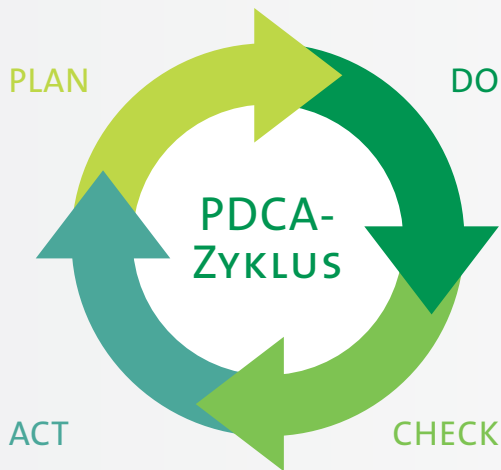 PLAN
DO
PDCA-
ZYKLUS
ACT
CHECK